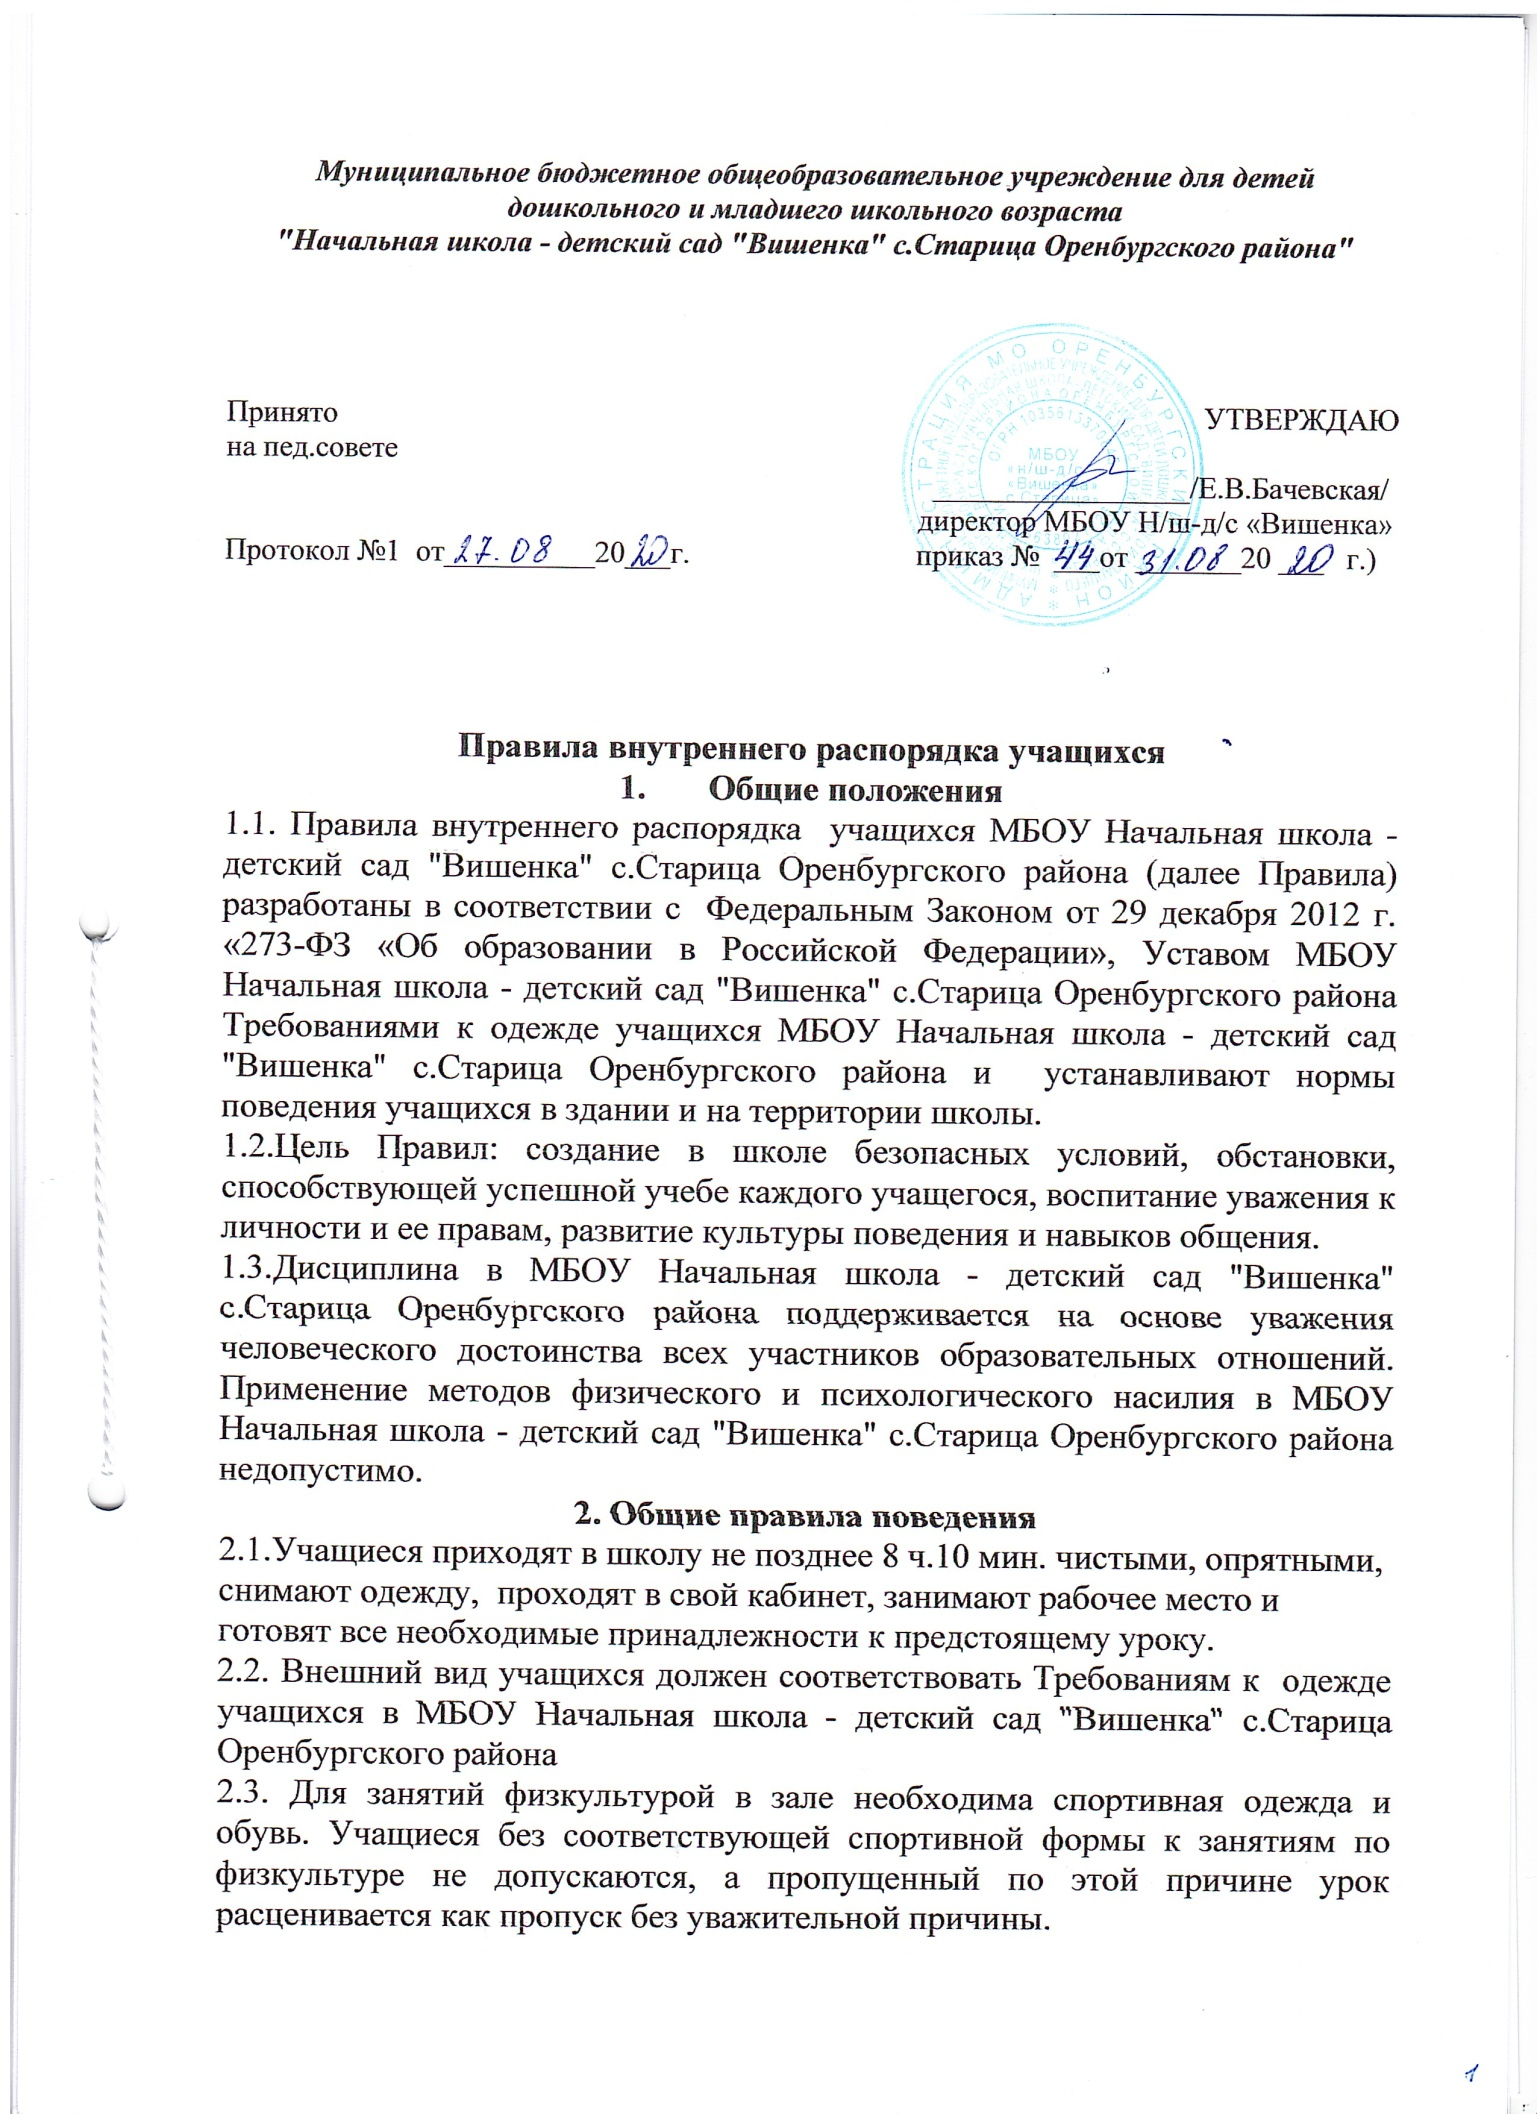 Муниципальное бюджетное общеобразовательное учреждение для детей
дошкольного и младшего школьного возраста
"Начальная школа - детский сад "Вишенка" с.Старица Оренбургского района"
Принято
на пед.совете
Протокол №1 от 27.08 2020г.
УТВЕРЖДАЮ
/Е.В.Бачевская/
директор МБОУ Н/ш-д/с «Вишенка»
приказ № 44 от 31.08 20 20 г.)
Правила внутреннего распорядка учащихся
1. Общие положения
1.1. Правила внутреннего распорядка учащихся МБОУ Начальная школа -
детский сад "Вишенка" с.Старица Оренбургского района (далее Правила)
разработаны в соответствии с Федеральным Законом от 29 декабря 2012 г.
«273-ФЗ «Об образовании в Российской Федерации», Уставом МБОУ
Начальная школа - детский сад "Вишенка" с.Старица Оренбургского района
Требованиями к одежде учащихся МБОУ Начальная школа - детский сад
"Вишенка" с.Старица Оренбургского района и устанавливают нормы
поведения учащихся в здании и на территории школы.
1.2.Цель Правил: создание в школе безопасных условий, обстановки,
способствующей успешной учебе каждого учащегося, воспитание уважения к
личности и ее правам, развитие культуры поведения и навыков общения.
1.3.Дисциплина в МБОУ Начальная школа - детский сад "Вишенка"
с.Старица Оренбургского района поддерживается на основе уважения
человеческого достоинства всех участников образовательных отношений.
Применение методов физического и психологического насилия в МБОУ
Начальная школа - детский сад "Вишенка" с.Старица Оренбургского района
недопустимо.
2. Общие правила поведения
2.1.Учащиеся приходят в школу не позднее 8 ч.10 мин. чистыми, опрятными,
снимают одежду, проходят в свой кабинет, занимают рабочее место и
готовят все необходимые принадлежности к предстоящему уроку.
2.2. Внешний вид учащихся должен соответствовать Требованиям к одежде
учащихся в МБОУ Начальная школа - детский сад "Вишенка" с.Старица
Оренбургского района
2.3. Для занятий физкультурой в зале необходима спортивная одежда и
обувь. Учащиеся без соответствующей спортивной формы к занятиям по
физкультуре не допускаются, а пропущенный по этой причине урок
расценивается как пропуск без уважительной причины.
1